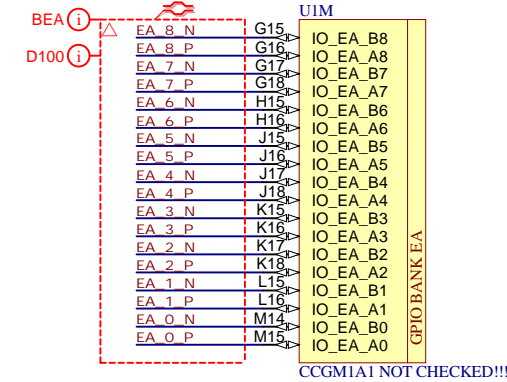 U1M
BEA i
D100 i
EA_8_N G15 IO_EA_B8
EA_8_P G16 IO_EA_A8
EA_7_N G17 IO_EA_B7
EA_7_P G18 IO_EA_A7
EA_6_N H15 IO_EA_B6
EA_6_P H16 IO_EA_A6
EA_5_N J15 IO_EA_B5
EA_5_P J16 IO_EA_A5
EA_4_N J17 IO_EA_B4
EA_4_P J18 IO_EA_A4
EA_3_N K15 IO_EA_B3
EA_3_P K16 IO_EA_A3
EA_2_N K17 IO_EA_B2
EA_2_P K18 IO_EA_A2
EA_1_N L15 IO_EA_B1
EA_1_P L16 IO_EA_A1
EA_0_N M14 IO_EA_B0
EA_0_P M15 IO_EA_A0
GPIO BANK EA
CCGM1A1 NOT CHECKED!!!